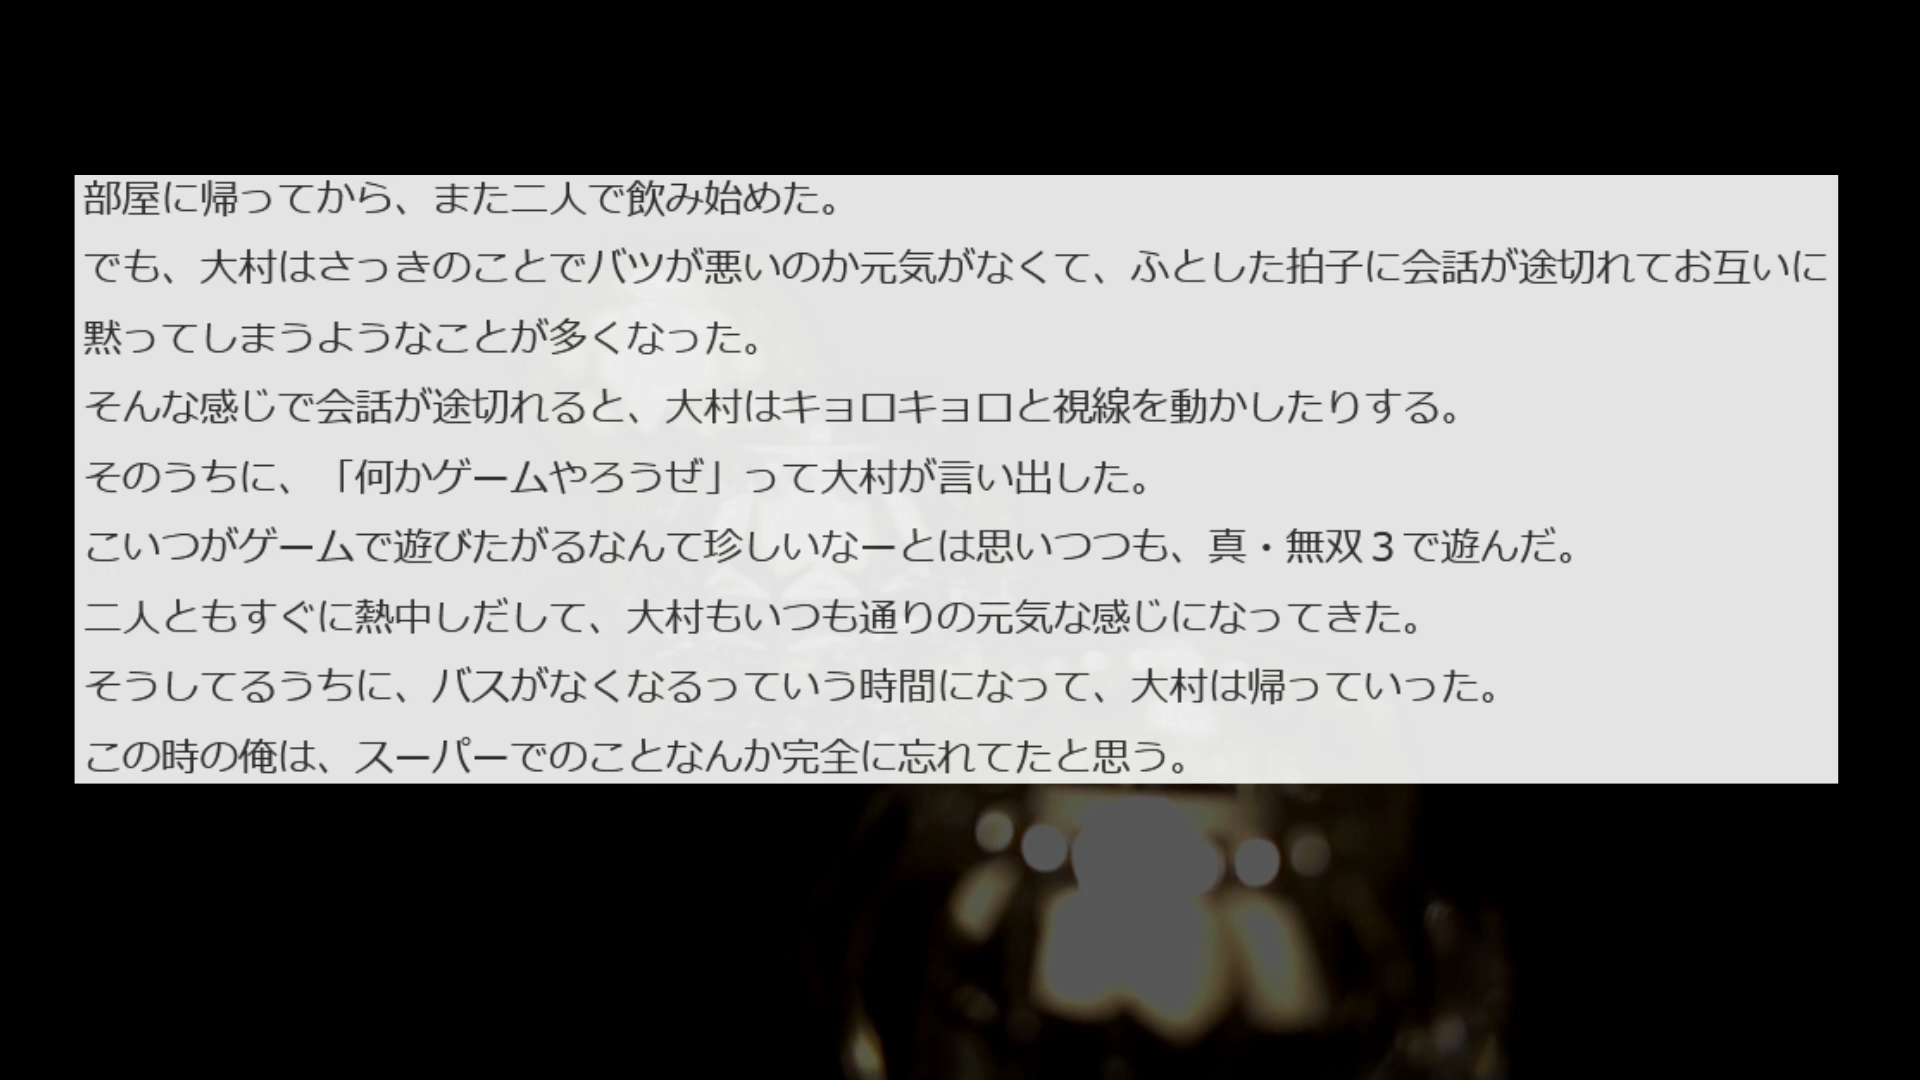 部屋に帰ってから、また二人で飲み始めた。
でも、大村はさっきのことでバツが悪いのか元気がなくて、ふとした拍子に会話が途切れてお互いに
黙ってしまうようなことが多くなった。
そんな感じで会話が途切れると、大村はキョロキョロと視線を動かしたりする。
そのうちに、「何かゲームやろうぜ」って大村が言い出した。
こいつがゲームで遊びたがるなんて珍しいなーとは思いつつも、真・無双３で遊んだ。
二人ともすぐに熱中しだして、大村もいつも通りの元気な感じになってきた。
そうしてるうちに、バスがなくなるっていう時間になって、大村は帰っていった。
この時の俺は、スーパーでのことなんか完全に忘れてたと思う。